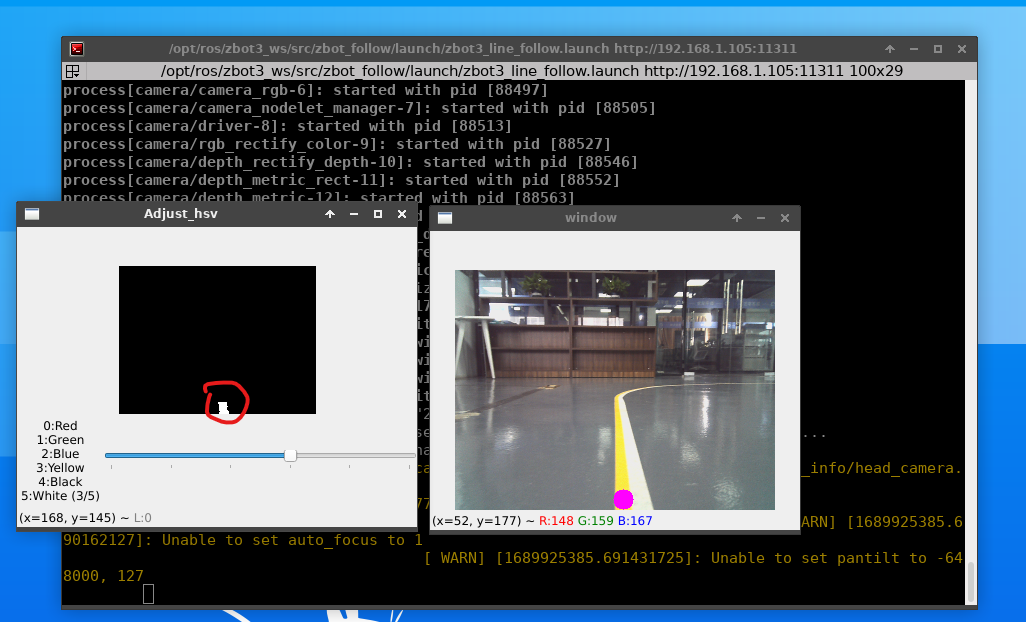 /opt/ros/zbot3_ws/src/zbot_follow/launch/zbot3_line_follow.launch http://192.168.1.105:11311
/opt/ros/zbot3_ws/src/zbot_follow/launch/zbot3_line_follow.launch http://192.168.1.105:11311 100x29
process[camera/camera_rgb-6]: started with pid [88497]
process[camera/camera_nodelet_manager-7]: started with pid [88505]
process[camera/driver-8]: started with pid [88513]
process[camera/rgb_rectify_color-9]: started with pid [88527]
process[camera/depth_rectify_depth-10]: started with pid [88546]
process[camera/depth_metric_rect-11]: started with pid [88552]
process[camera/depth_metric-12]: started with pid [88563]
Adjust_hsv
0:Red
1:Green
2:Blue
3:Yellow
4:Black
5:White (3/5)
(x=168, y=145) ~ L:0
window
(x=52, y=177) ~ R:148 G:159 B:167
...
_info/head_camera.
ARN] [1689925385.6
90162127]: Unable to set auto_focus to 1
[ WARN] [1689925385.691431725]: Unable to set pantilt to -64
8000, 127